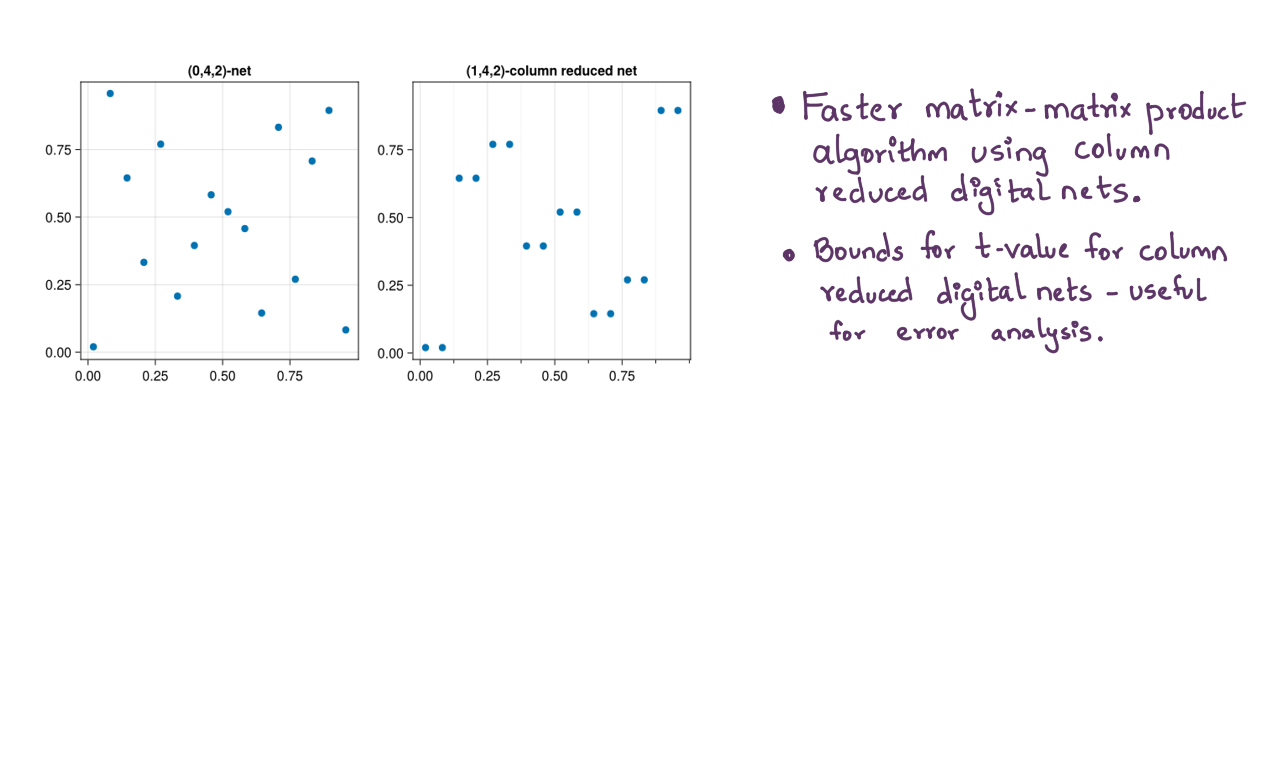 (0,4,2)-net
0.75
0.50
0.25
0.00
0.00 0.25 0.50 0.75
(1,4,2)-column reduced net
0.75
0.50
0.25
0.00
0.00 0.25 0.50 0.75
• Faster matrix-matrix product
algorithm using column
reduced digital nets.
• Bounds for t-value for column
reduced digital nets - useful
for error analysis.